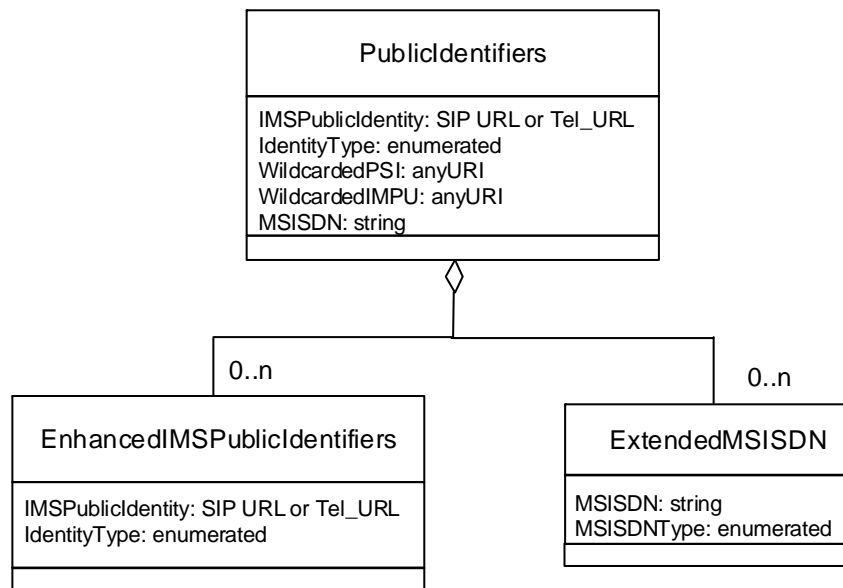 PublicIdentifiers
IMSPublicIdentity: SIP URL or Tel_URL
IdentityType: enumerated
WildcardedPSI: anyURI
WildcardedIMPU: anyURI
MSISDN: string
0..n
0..n
EnhancedIMSPublicIdentifiers
IMSPublicIdentity: SIP URL or Tel_URL
IdentityType: enumerated
ExtendedMSISDN
MSISDN: string
MSISDNType: enumerated